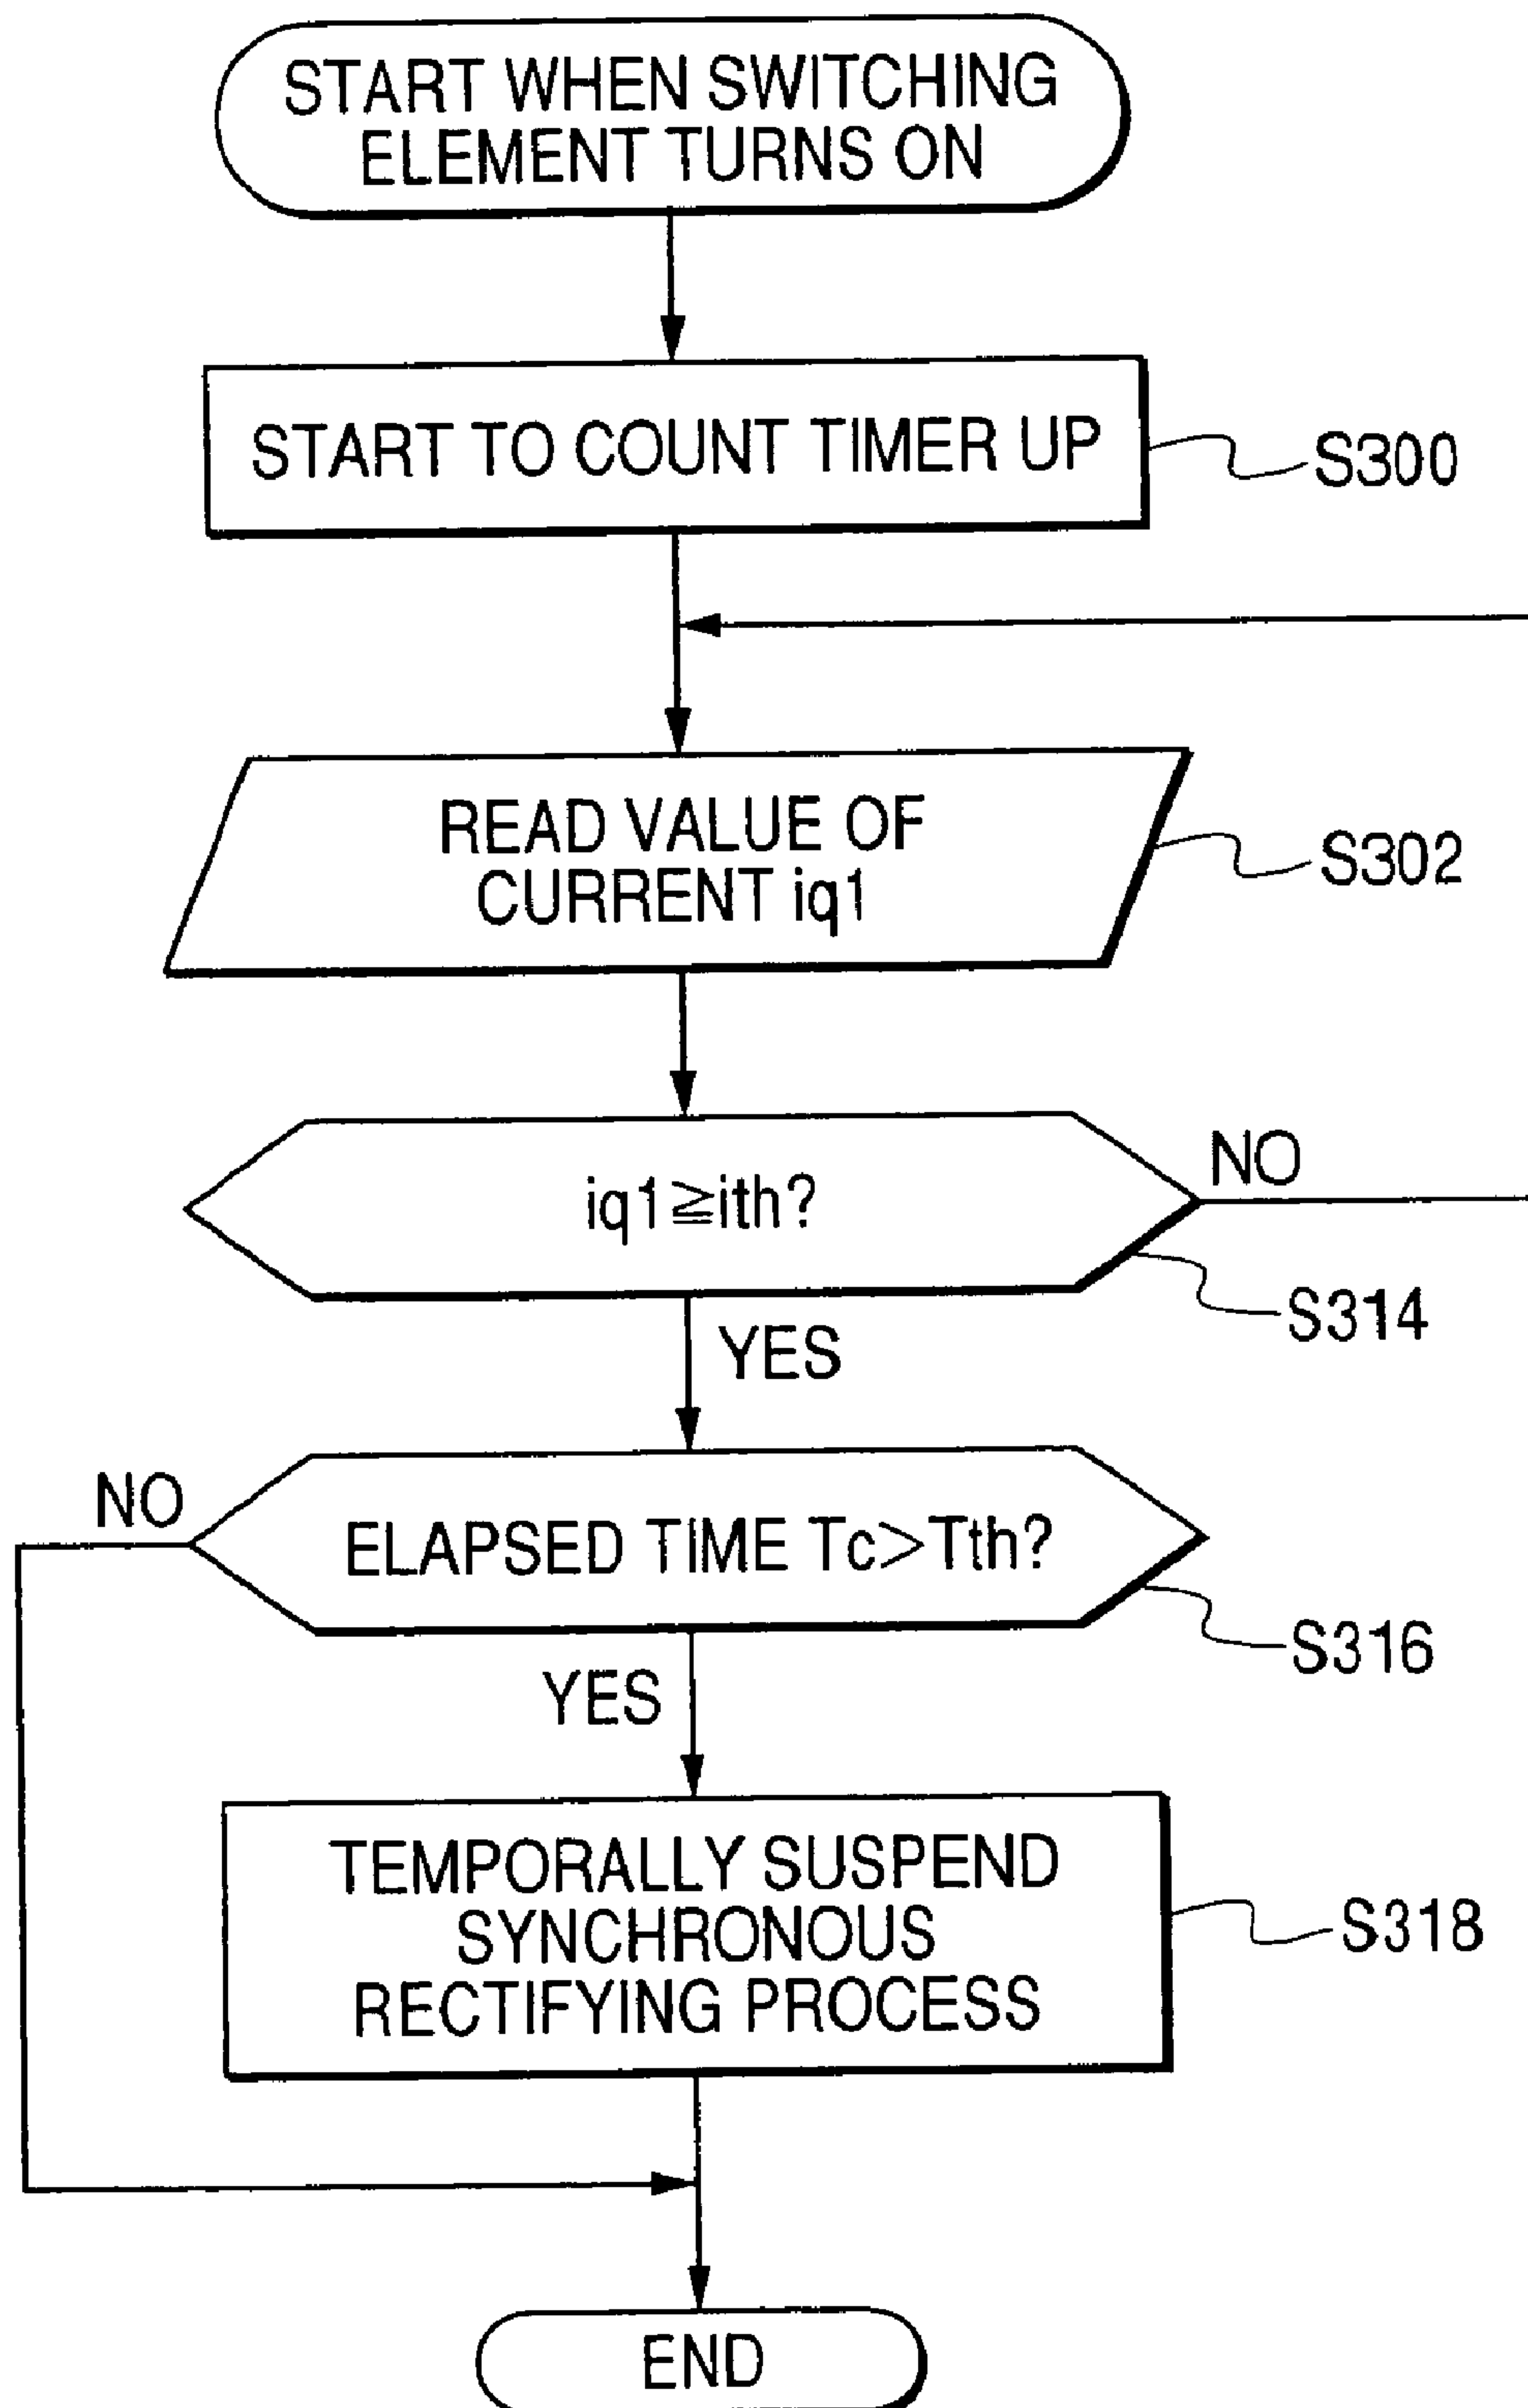 START WHEN SWITCHING
ELEMENT TURNS ON
START TO COUNT TIMER UP
S300
READ VALUE OF
CURRENT iq1
S302
iq1≧ith?
NO
S314
YES
NO
ELAPSED TIME Tc>Tth?
S316
YES
TEMPORALLY SUSPEND
SYNCHRONOUS
RECTIFYING PROCESS
S318
END